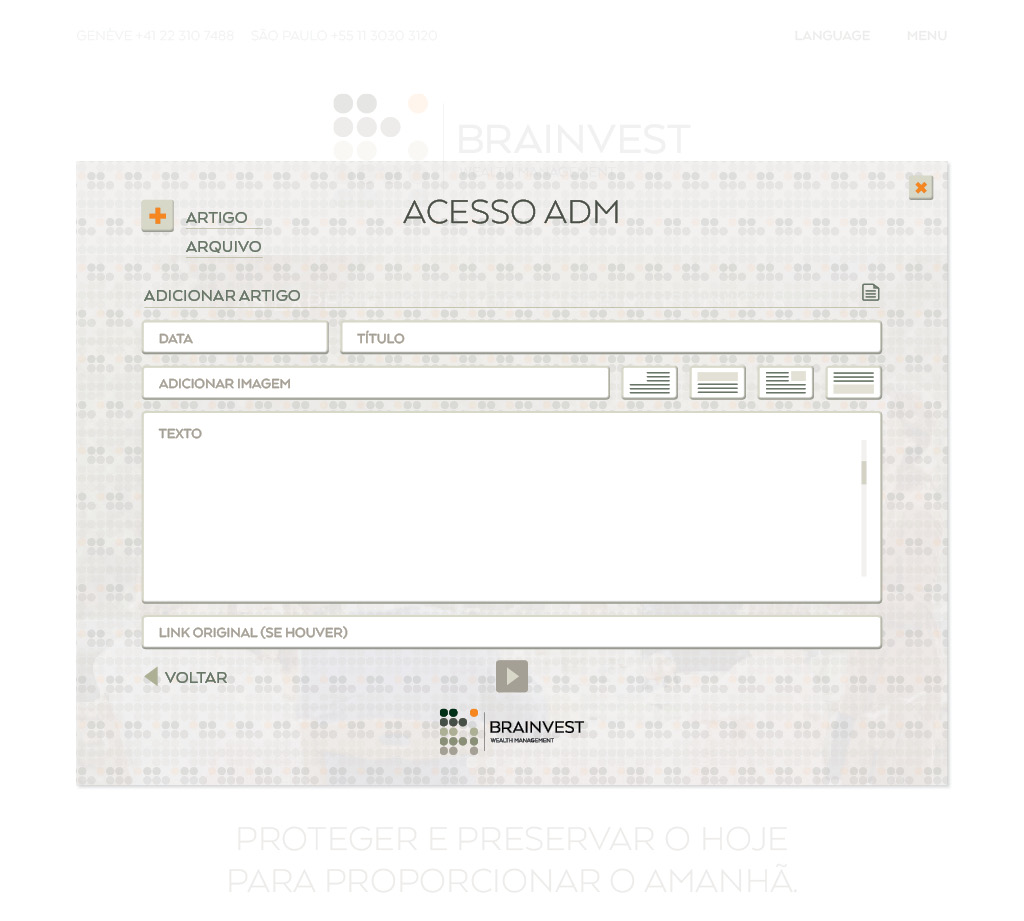 GENÈVE +41 22 310 7488 SÃO PAULO +55 11 3030 3120
LANGUAGE MENU
BRAINVEST
WEALTH MANAGEMENT
ACESSO ADM
ARTIGO
ARQUIVO
ADICIONAR ARTIGO
DATA
TÍTULO
ADICIONAR IMAGEM
TEXTO
LINK ORIGINAL (SE HOUVER)
VOLTAR
BRAINVEST
WEALTH MANAGEMENT
PROTEGER E PRESERVAR O HOJE
PARA PROPORCIONAR O AMANHÃ.